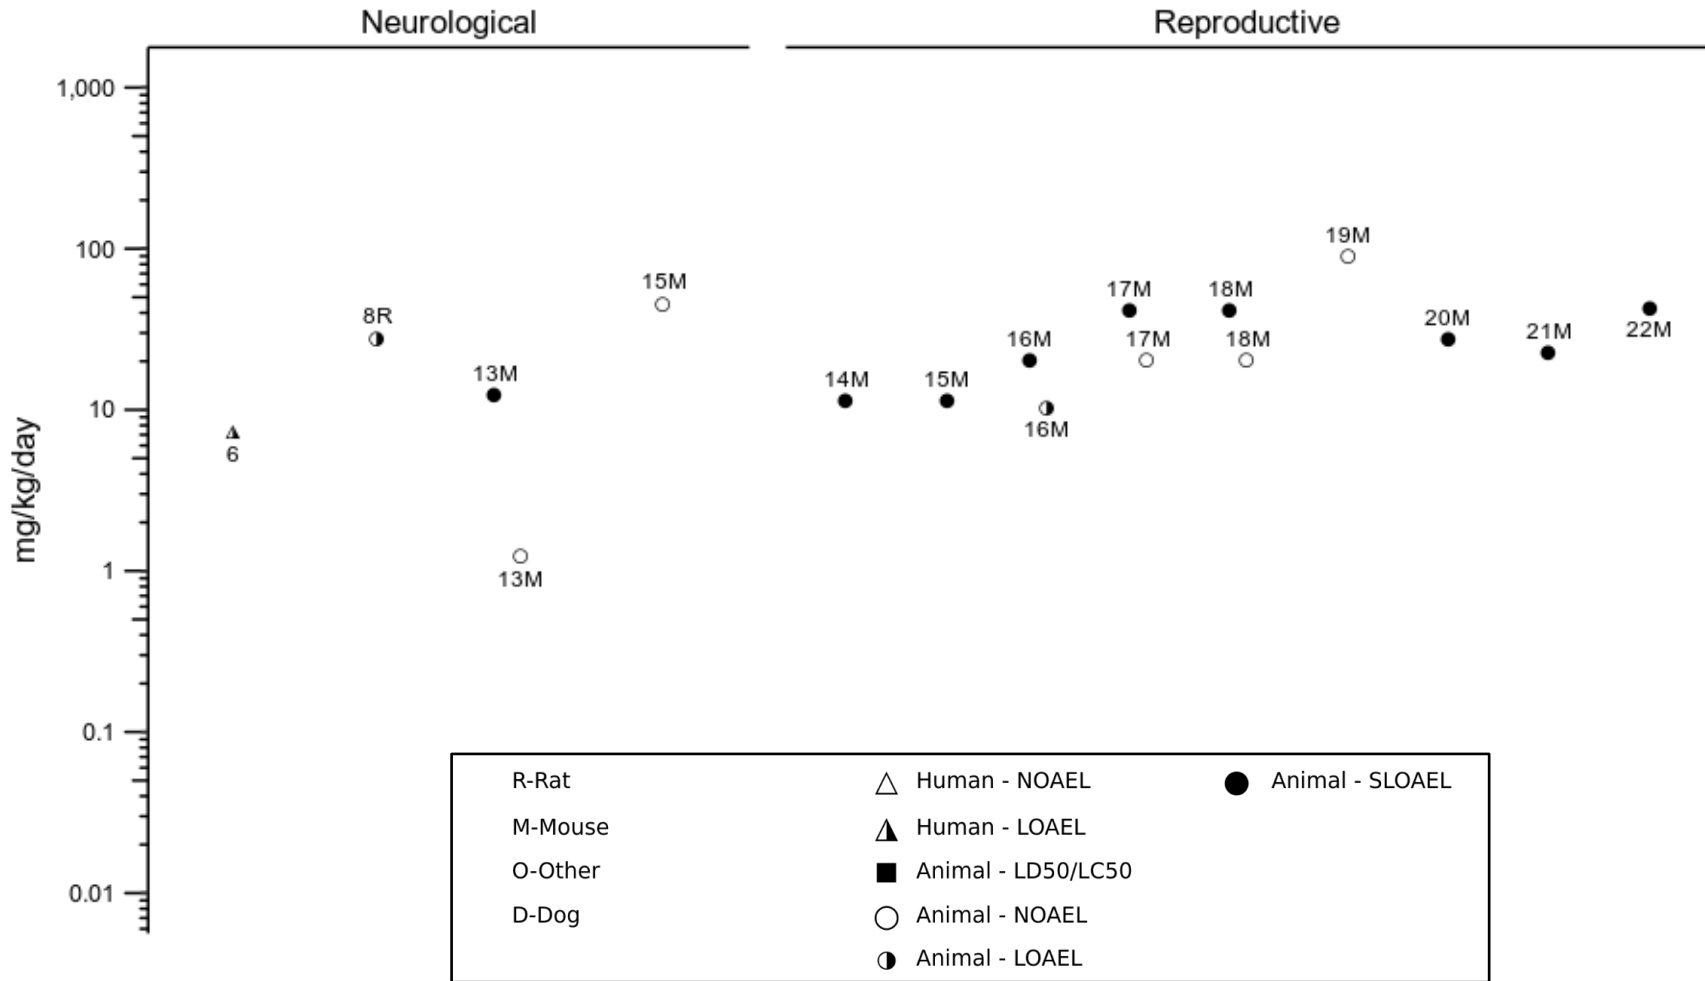 Neurological
Reproductive
1,000
100
10
1
0.1
0.01
mg/kg/day
6
8R
13M
13M
15M
14M
15M
16M
16M
17M
17M
18M
18M
19M
20M
21M
22M
R-Rat
M-Mouse
O-Other
D-Dog
Human - NOAEL
Human - LOAEL
Animal - LD50/LC50
Animal - NOAEL
Animal - LOAEL
Animal - SLOAEL